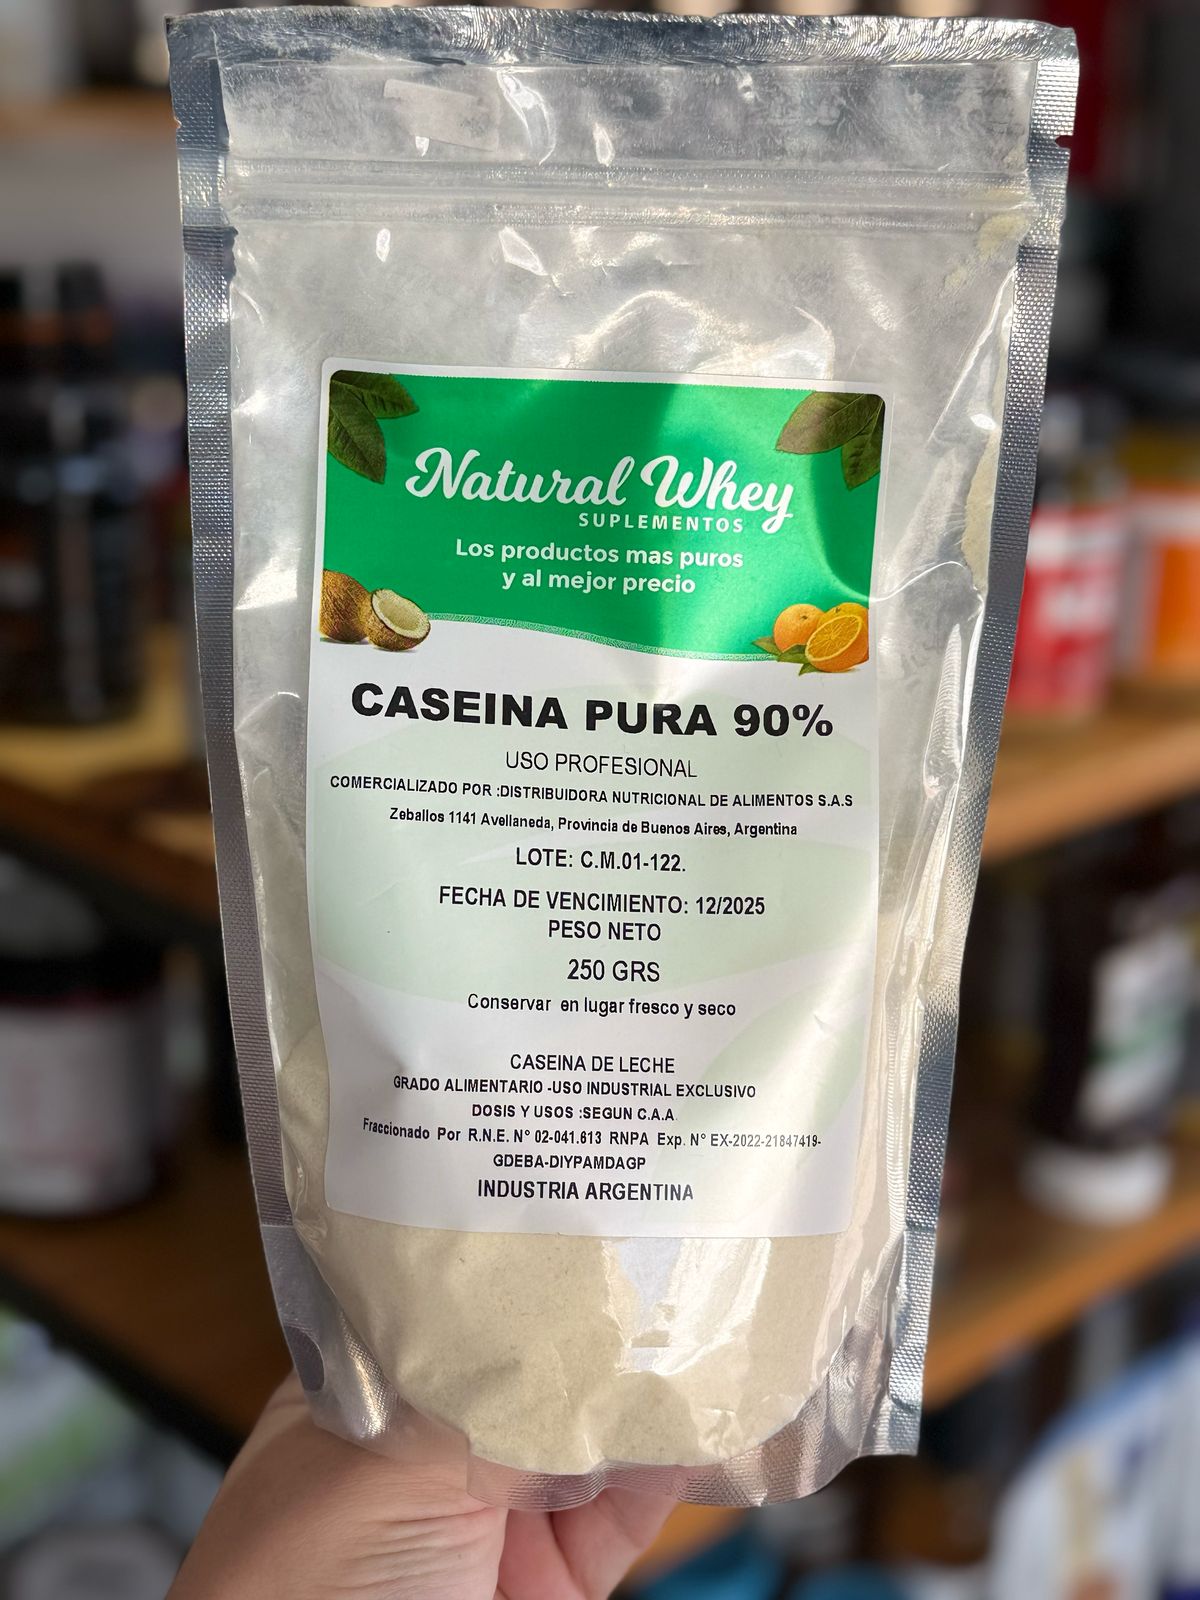 Natural Whey
SUPLEMENTOS
Los productos mas puros
y al mejor precio
CASEINA PURA 90%
USO PROFESIONAL
COMERCIALIZADO POR :DISTRIBUIDORA NUTRICIONAL DE ALIMENTOS S.A.S
Zeballos 1141 Avellaneda, Provincia de Buenos Aires, Argentina
LOTE: C.M.01-122.
FECHA DE VENCIMIENTO: 12/2025
PESO NETO
250 GRS
Conservar en lugar fresco y seco
CASEINA DE LECHE
GRADO ALIMENTARIO -USO INDUSTRIAL EXCLUSIVO
DOSIS Y USOS :SEGUN C.A.A
Fraccionado Por R.N.E. N° 02-041.613 RNPA Exp. N° EX-2022-21847419-
GDEBA-DIYPAMDAGP
INDUSTRIA ARGENTINA